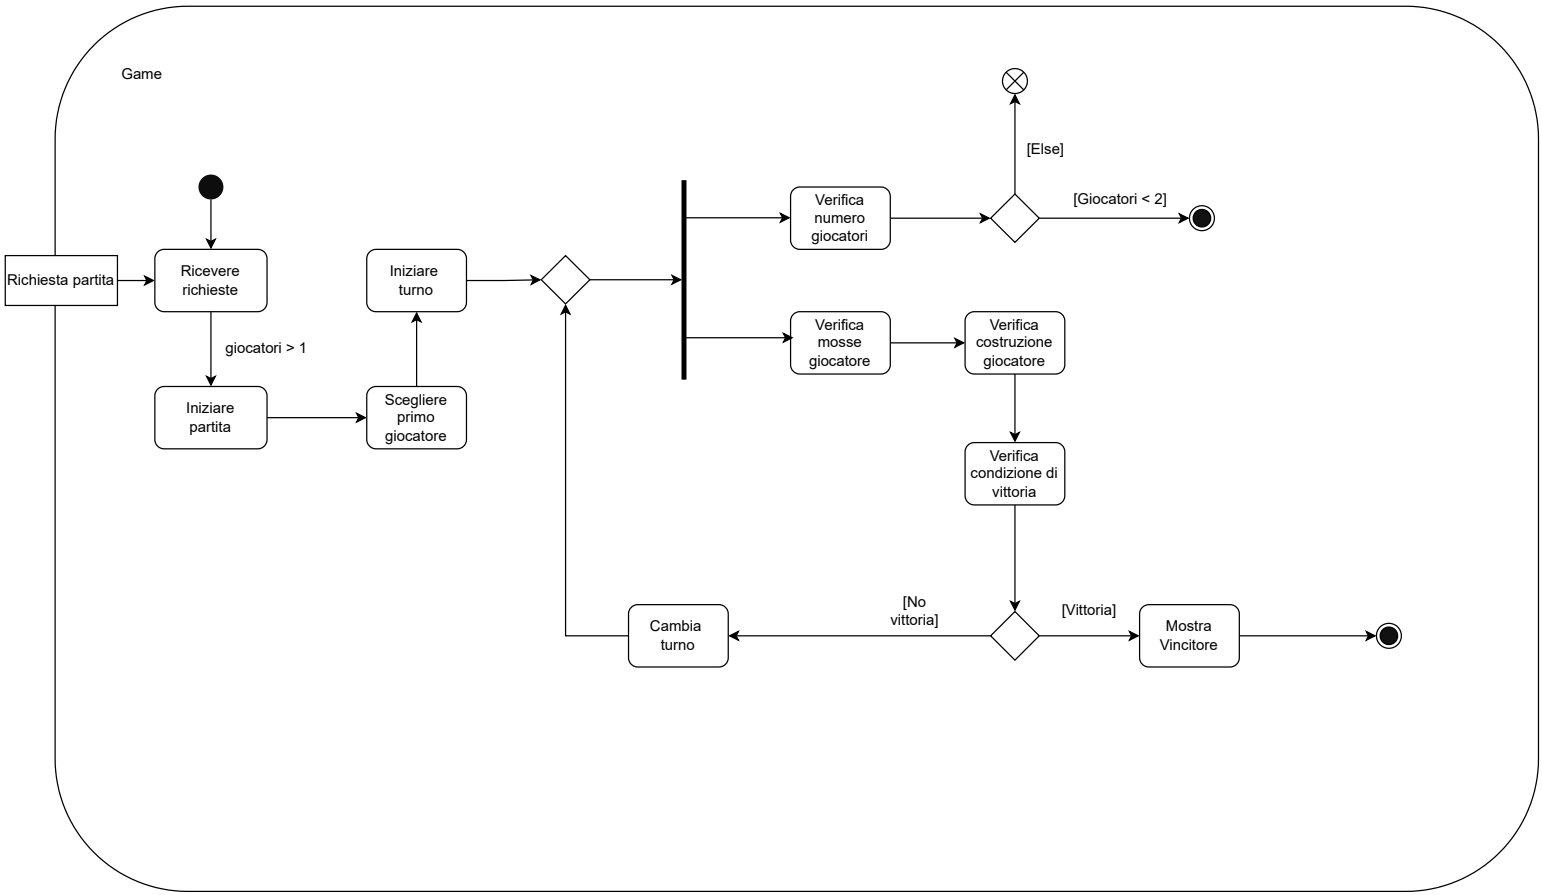 Game
[Else]
[Giocatori < 2]
Verifica
numero
giocatori
Richiesta partita
Ricevere
richieste
Iniziare
turno
giocatori > 1
Verifica
mosse
giocatore
Verifica
costruzione
giocatore
Iniziare
partita
Scegliere
primo
giocatore
Verifica
condizione di
vittoria
[No
vittoria]
[Vittoria]
Cambia
turno
Mostra
Vincitore